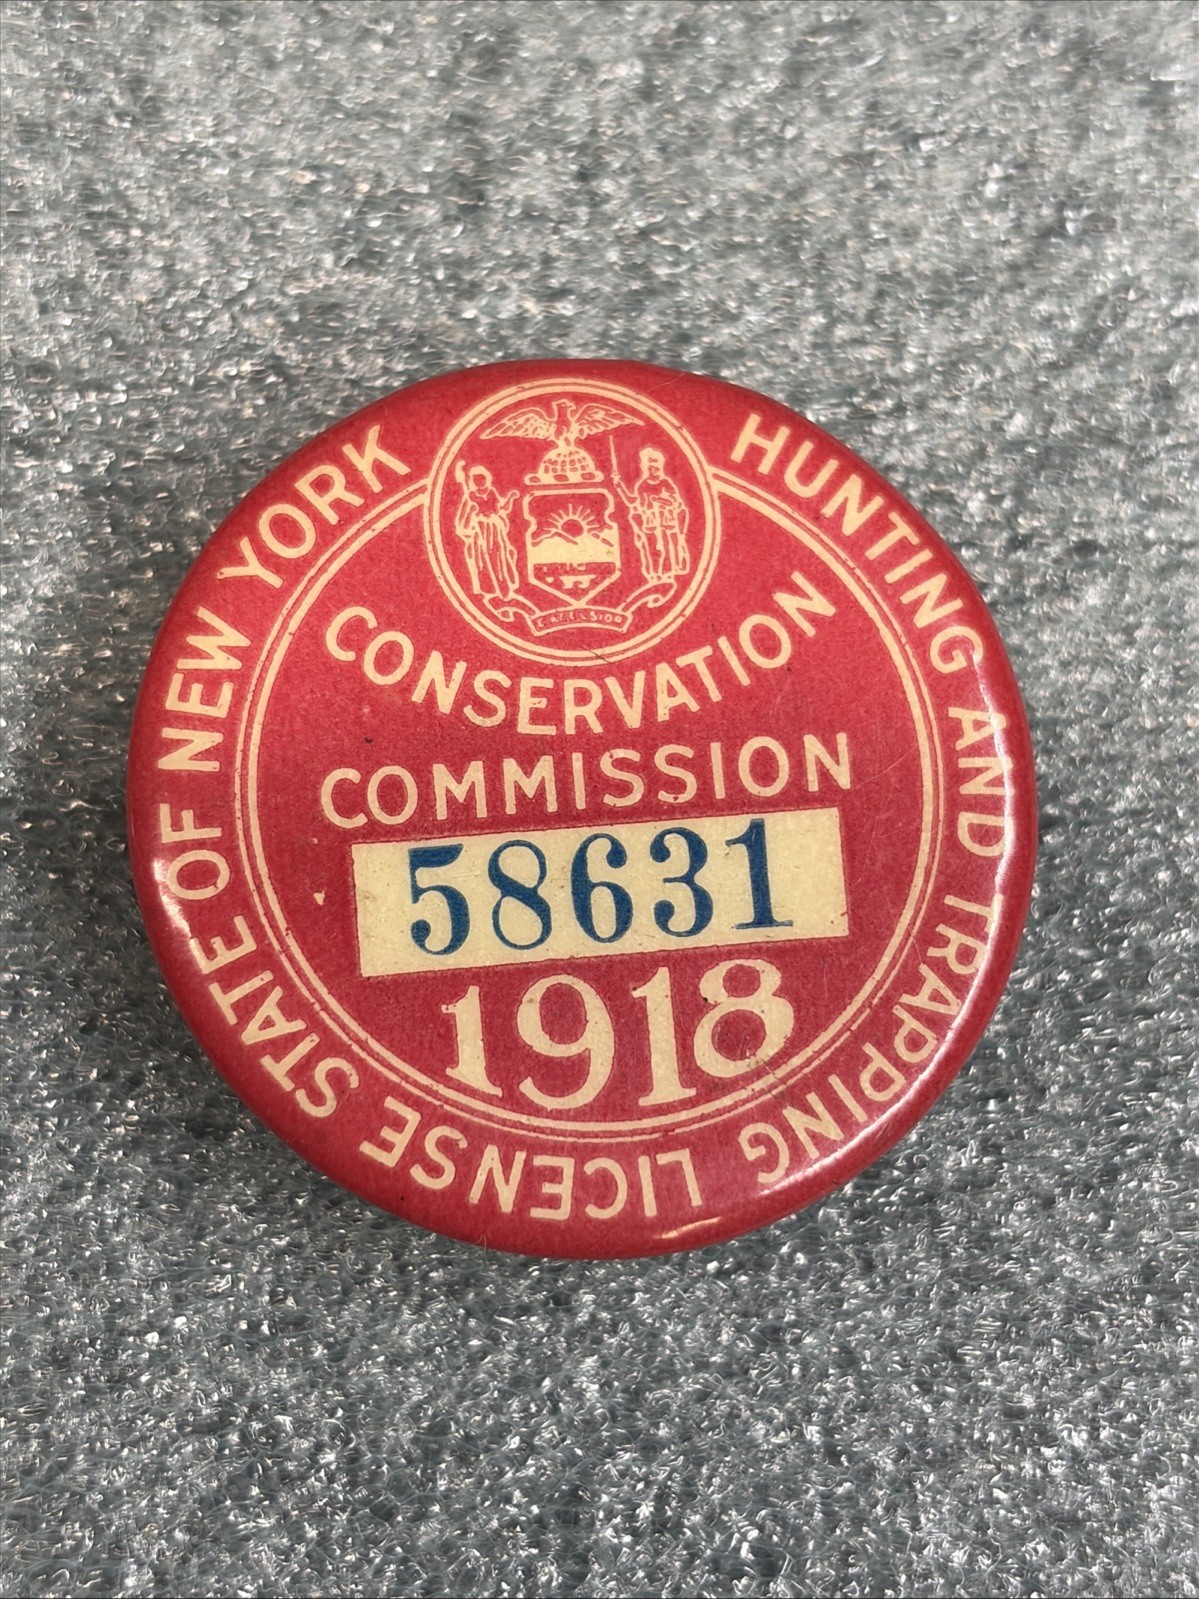 HUNTING AND TRAPPING LICENSE STATE OF NEW YORK
EXCELSIOR
CONSERVATION
COMMISSION
58631
1918